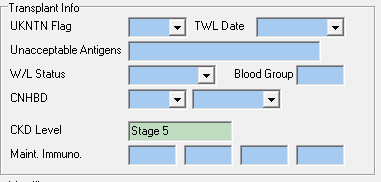 Transplant Info
UKNTN Flag TWL Date
Unacceptable Antigens
W/L Status Blood Group
CNHBD
CKD Level Stage 5
Maint. Immuno.